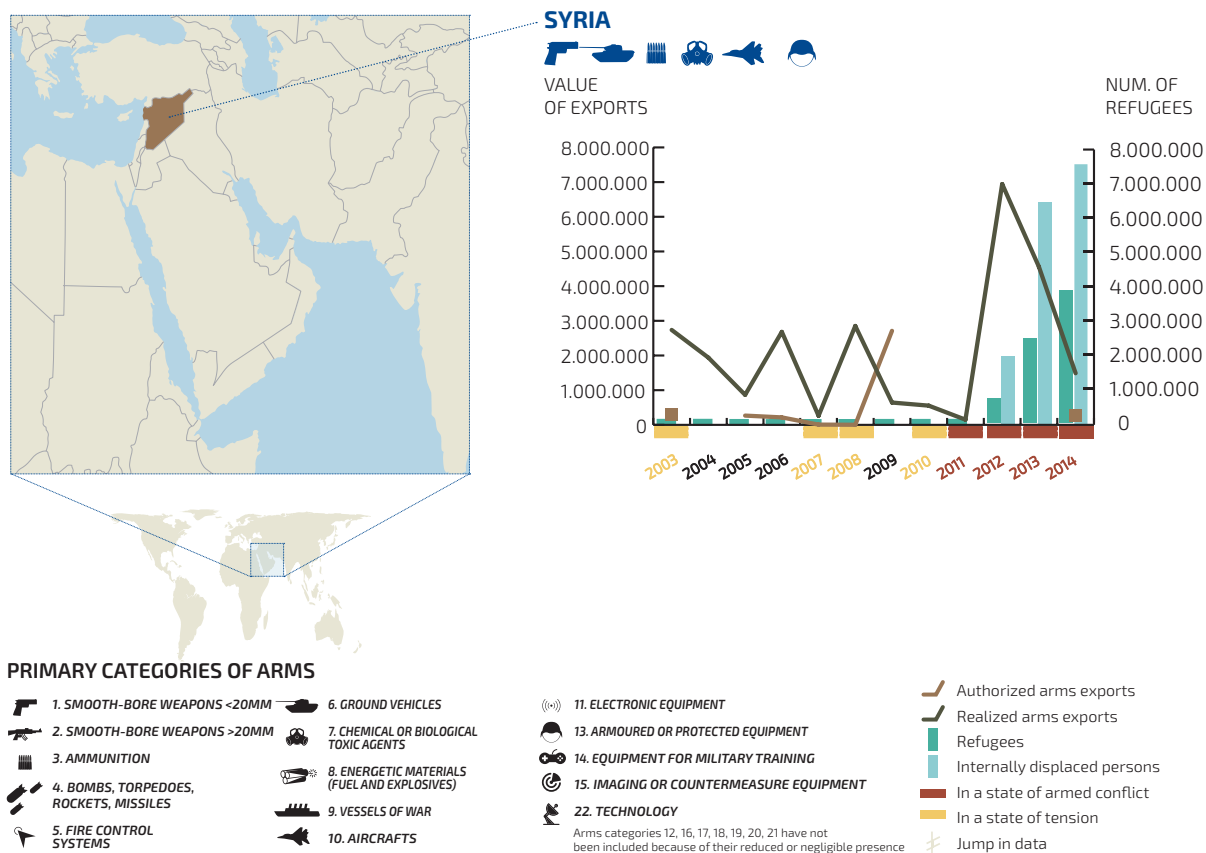 SYRIA
VALUE
OF EXPORTS
NUM. OF
REFUGEES
8.000.000
7.000.000
6.000.000
5.000.000
4.000.000
3.000.000
2.000.000
1.000.000
0
8.000.000
7.000.000
6.000.000
5.000.000
4.000.000
3.000.000
2.000.000
1.000.000
0
2003 2004 2005 2006 2007 2008 2009 2010 2011 2012 2013 2014
PRIMARY CATEGORIES OF ARMS
1. SMOOTH-BORE WEAPONS <20MM
2. SMOOTH-BORE WEAPONS >20MM
3. AMMUNITION
4. BOMBS, TORPEDOES,
ROCKETS, MISSILES
5. FIRE CONTROL
SYSTEMS
6. GROUND VEHICLES
7. CHEMICAL OR BIOLOGICAL
TOXIC AGENTS
8. ENERGETIC MATERIALS
(FUEL AND EXPLOSIVES)
9. VESSELS OF WAR
10. AIRCRAFTS
11. ELECTRONIC EQUIPMENT
13. ARMOURED OR PROTECTED EQUIPMENT
14. EQUIPMENT FOR MILITARY TRAINING
15. IMAGING OR COUNTERMEASURE EQUIPMENT
22. TECHNOLOGY
Arms categories 12, 16, 17, 18, 19, 20, 21 have not
been included because of their reduced or negligible presence
Authorized arms exports
Realized arms exports
Refugees
Internally displaced persons
In a state of armed conflict
In a state of tension
Jump in data